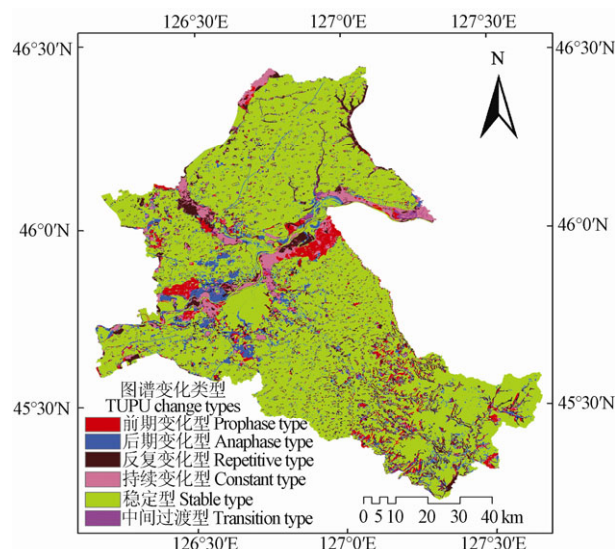 126°30'E 127°0'E 127°30'E
46°30'N 46°30'N
N
46°0'N 46°0'N
45°30'N 45°30'N
图谱变化类型
TUPU change types
前期变化型 Prophase type
后期变化型 Anaphase type
反复变化型 Repetitive type
持续变化型 Constant type
稳定型 Stable type
中间过渡型 Transition type
0 5 10 20 30 40 km
126°30'E 127°0'E 127°30'E